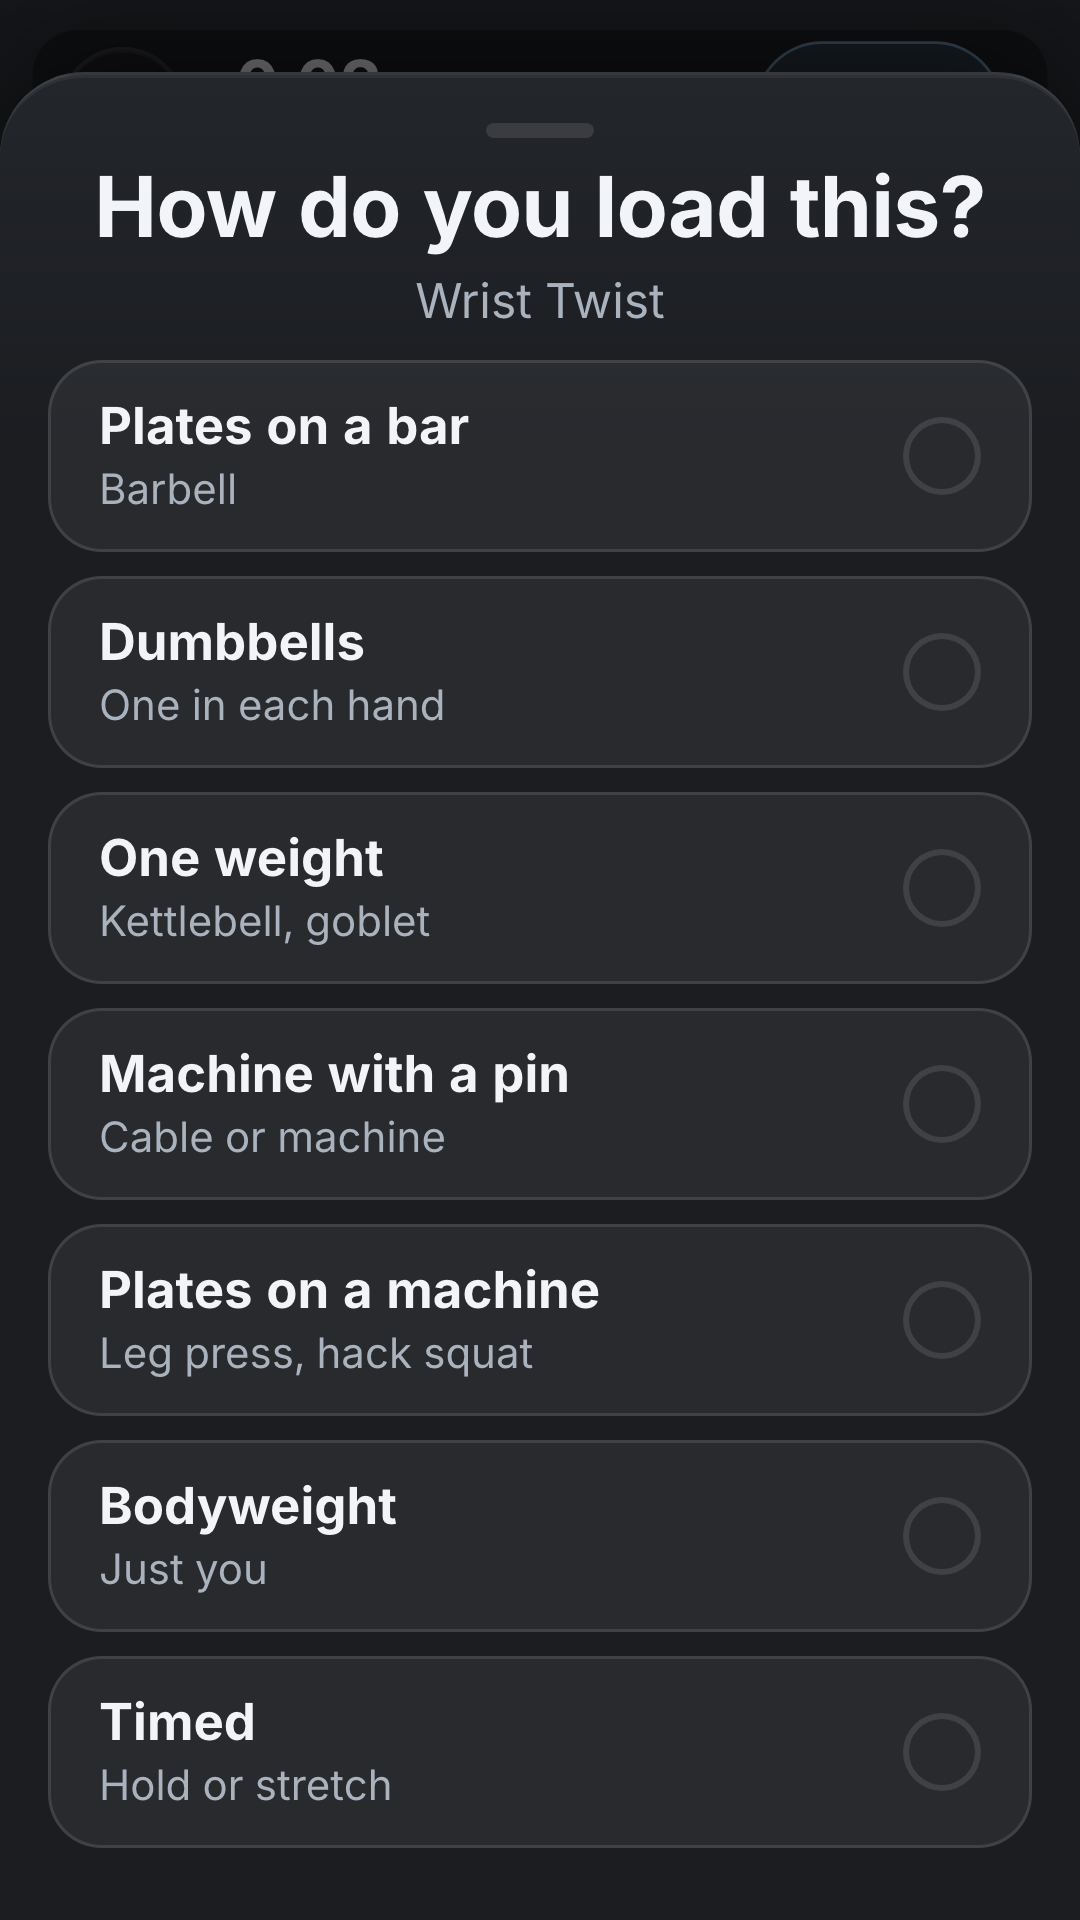 How do you load this?
Wrist Twist
Plates on a bar
Barbell
Dumbbells
One in each hand
One weight
Kettlebell, goblet
Machine with a pin
Cable or machine
Plates on a machine
Leg press, hack squat
Bodyweight
Just you
Timed
Hold or stretch